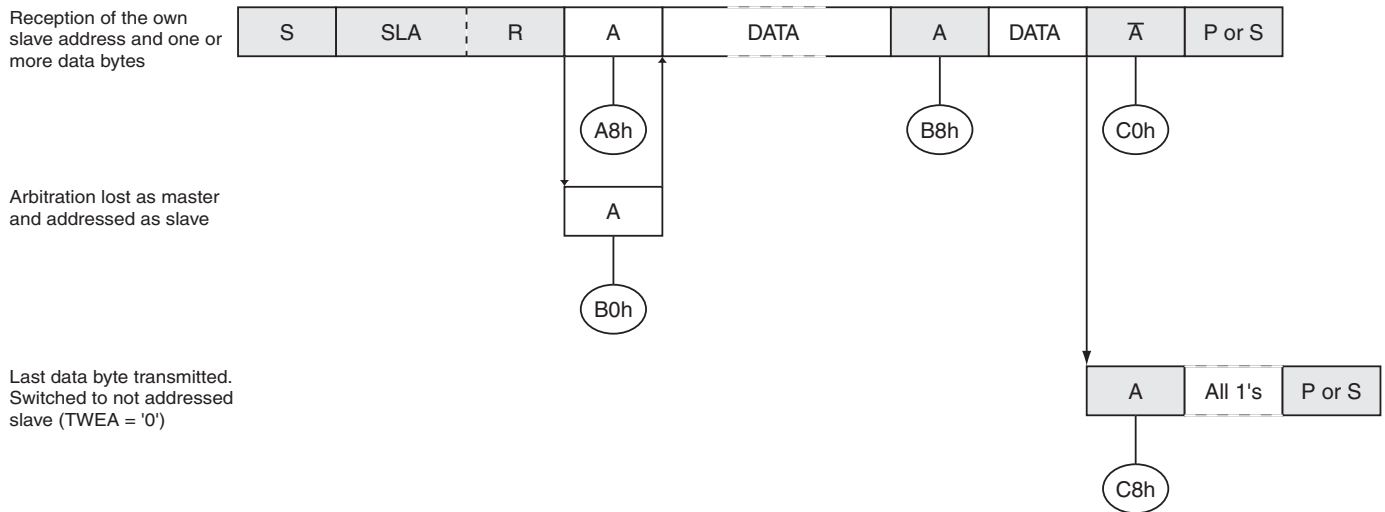 Reception of the own
slave address and one or
more data bytes
S SLA R A DATA A DATA A̅ P or S
A8h B8h C0h
Arbitration lost as master
and addressed as slave
A
B0h
Last data byte transmitted.
Switched to not addressed
slave (TWEA = '0')
A All 1's P or S
C8h